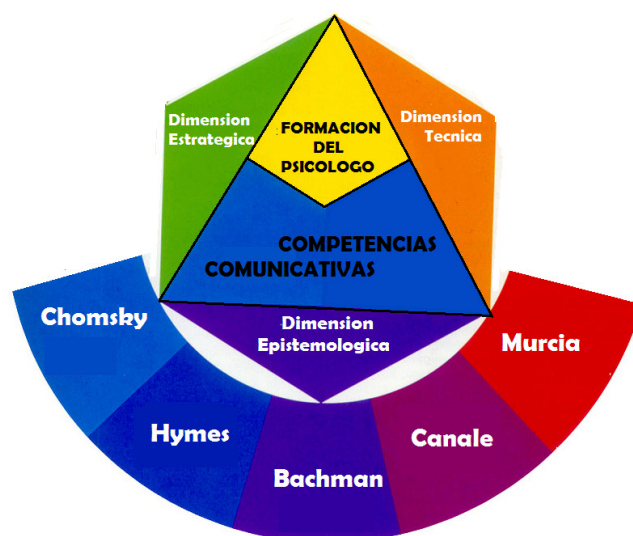 Dimension
Estrategica
FORMACION
DEL
PSICOLOGO
Dimension
Tecnica
COMPETENCIAS
COMUNICATIVAS
Dimension
Epistemologica
Chomsky
Hymes
Bachman
Canale
Murcia